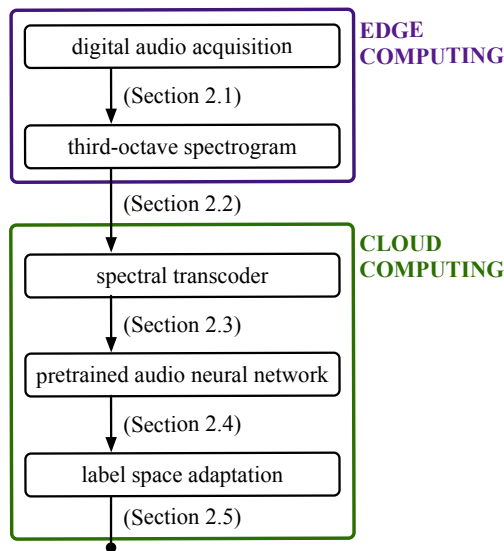 EDGE
COMPUTING
digital audio acquisition
(Section 2.1)
third-octave spectrogram
(Section 2.2)
CLOUD
COMPUTING
spectral transcoder
(Section 2.3)
pretrained audio neural network
(Section 2.4)
label space adaptation
(Section 2.5)